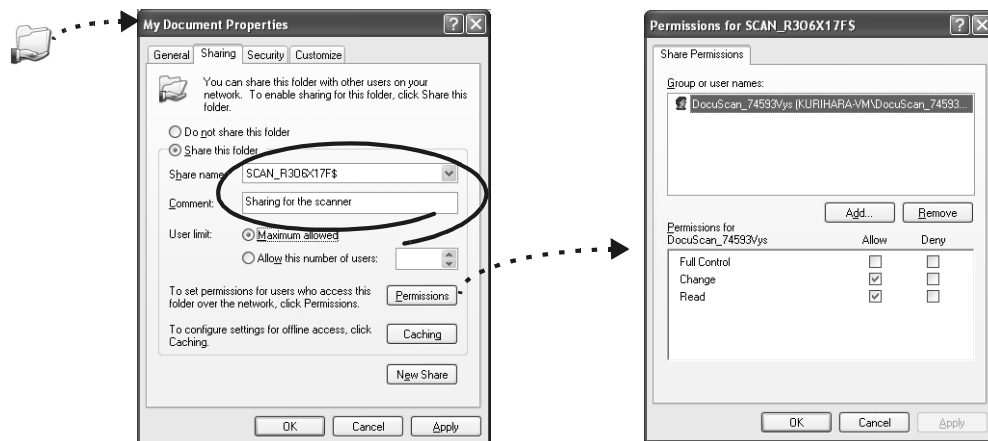 My Document Properties
General Sharing Security Customize
You can share this folder with other users on your
network. To enable sharing for this folder, click Share this
folder.
Do not share this folder
Share this folder
Share name: SCAN_R3O6X17F$
Comment: Sharing for the scanner
User limit: Maximum allowed
Allow this number of users:
To set permissions for users who access this
folder over the network, click Permissions.
Permissions
To configure settings for offline access, click
Caching.
Caching
New Share
OK Cancel Apply
Permissions for SCAN_R3O6X17F$
Share Permissions
Group or user names:
DocuScan_74593Vys (KURIHARA-VM\DocuScan_74593...
Add... Remove
Permissions for
DocuScan_74593Vys Allow Deny
Full Control
Change
Read
OK Cancel Apply